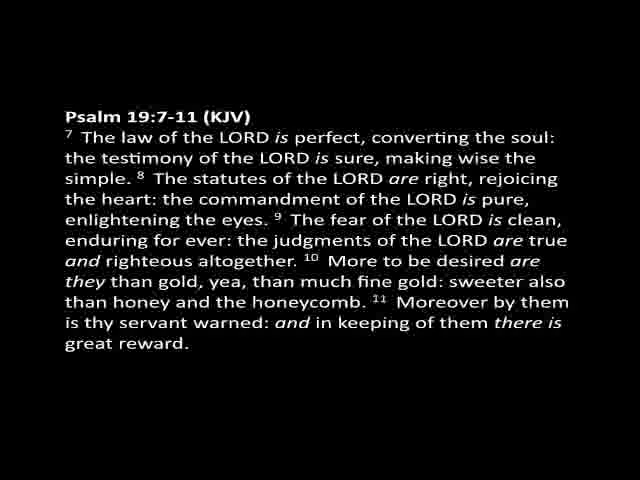 Psalm 19:7-11 (KJV)
7 The law of the LORD is perfect, converting the soul:
the testimony of the LORD is sure, making wise the
simple. 8 The statutes of the LORD are right, rejoicing
the heart: the commandment of the LORD is pure,
enlightening the eyes. 9 The fear of the LORD is clean,
enduring for ever: the judgments of the LORD are true
and righteous altogether. 10 More to be desired are
they than gold, yea, than much fine gold: sweeter also
than honey and the honeycomb. 11 Moreover by them
is thy servant warned: and in keeping of them there is
great reward.